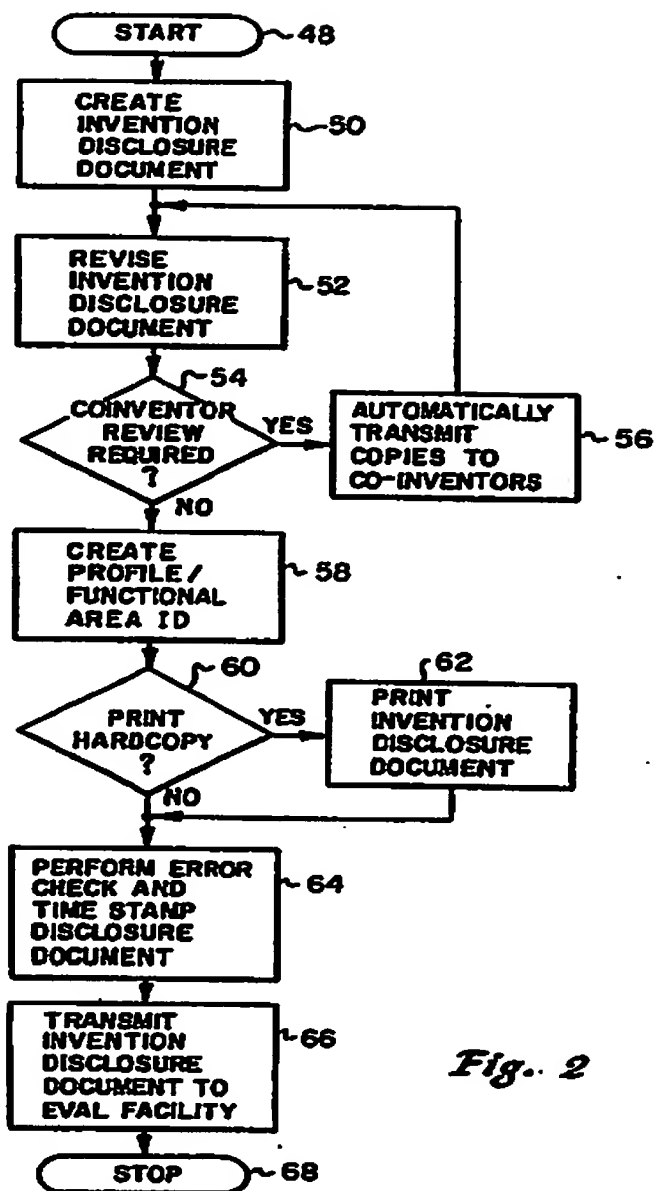 START
48
CREATE
INVENTION
DISCLOSURE
DOCUMENT
50
REVISE
INVENTION
DISCLOSURE
DOCUMENT
52
54
COINVENTOR
REVIEW
REQUIRED
?
YES
NO
AUTOMATICALLY
TRANSMIT
COPIES TO
CO-INVENTORS
56
CREATE
PROFILE/
FUNCTIONAL
AREA ID
58
60
PRINT
HARDCOPY
?
YES
NO
62
PRINT
INVENTION
DISCLOSURE
DOCUMENT
PERFORM ERROR
CHECK AND
TIME STAMP
DISCLOSURE
DOCUMENT
64
TRANSMIT
INVENTION
DISCLOSURE
DOCUMENT TO
EVAL FACILITY
66
Fig. 2
STOP
68